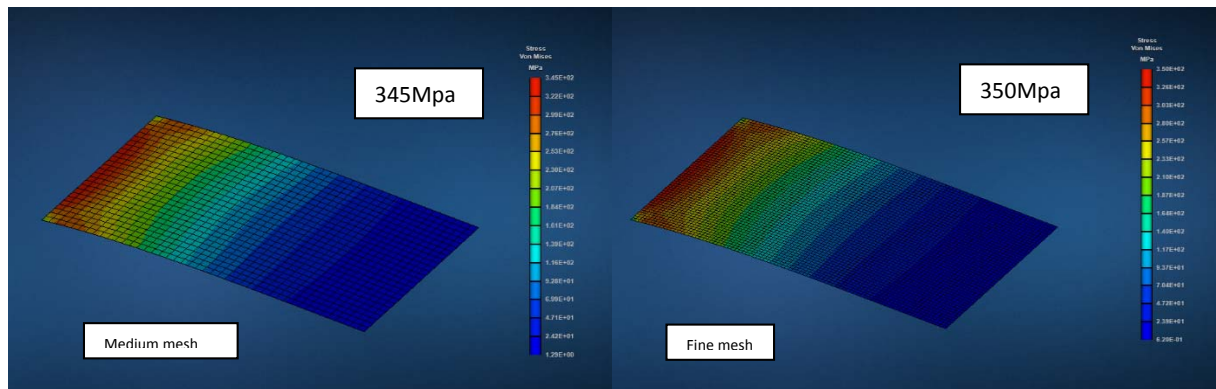 Stress
Von Mises
MPa
345Mpa
3.45E+02
3.22E+02
2.99E+02
2.76E+02
2.53E+02
2.30E+02
2.07E+02
1.84E+02
1.61E+02
1.38E+02
1.16E+02
9.28E+01
6.99E+01
4.71E+01
2.42E+01
1.29E+00
Medium mesh
Stress
Von Mises
MPa
350Mpa
3.50E+02
3.26E+02
3.03E+02
2.80E+02
2.57E+02
2.33E+02
2.10E+02
1.87E+02
1.64E+02
1.40E+02
1.17E+02
9.37E+01
7.04E+01
4.72E+01
2.39E+01
6.20E-01
Fine mesh